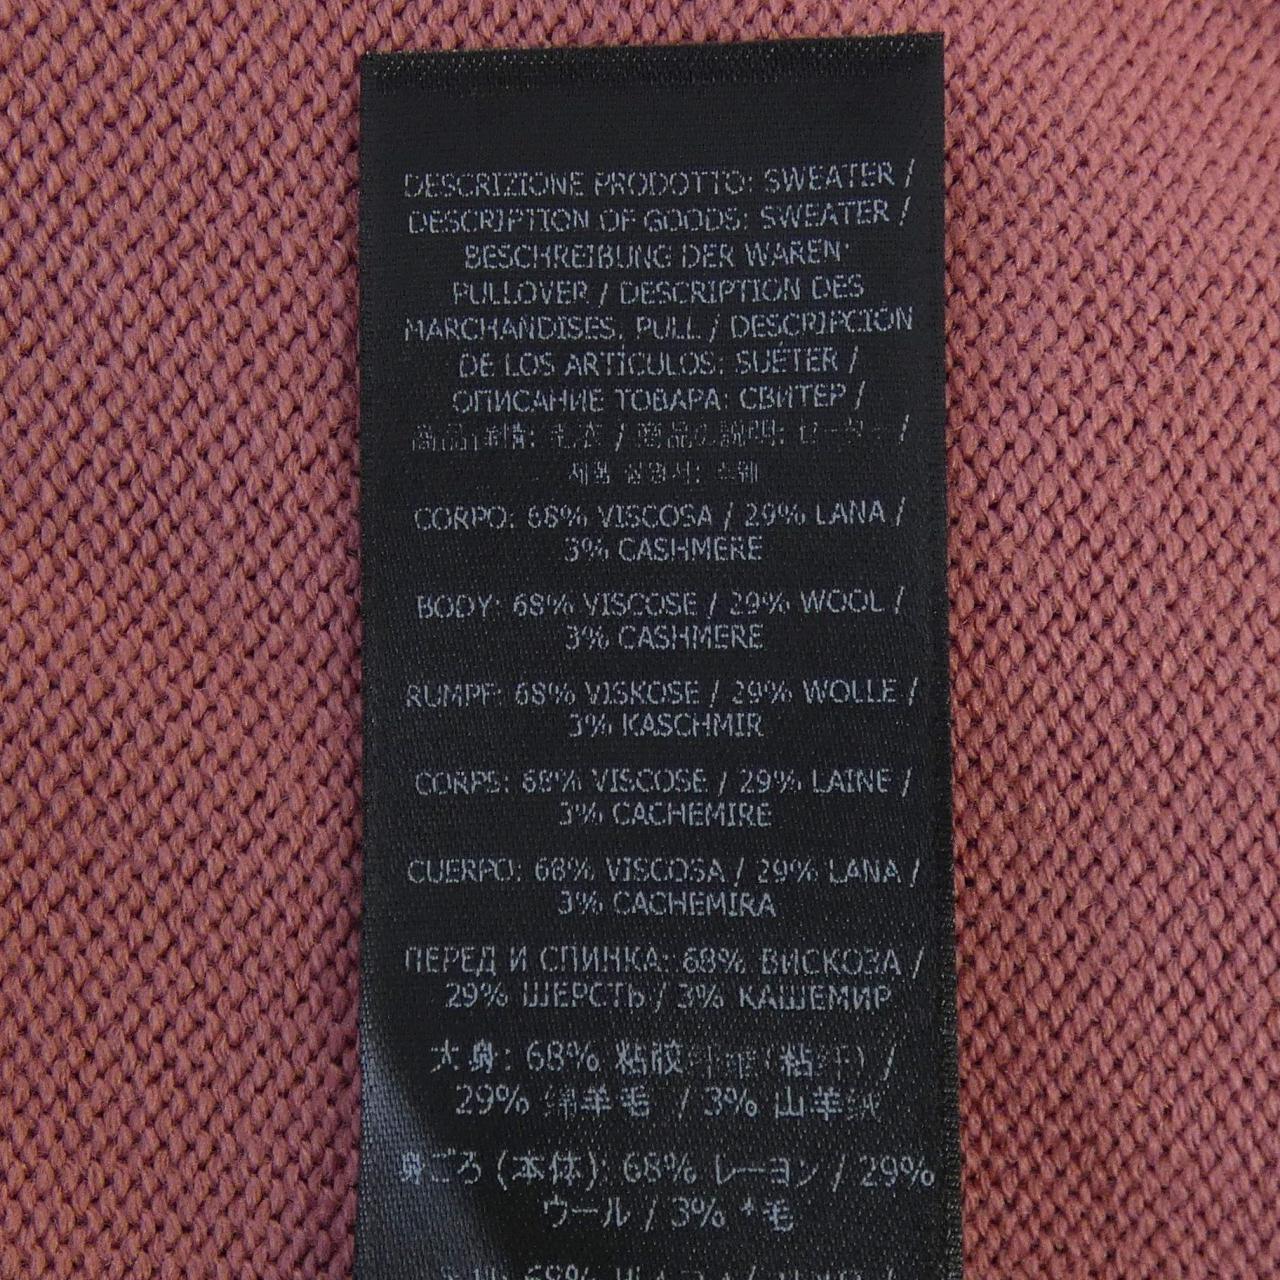 DESCRIZIONE PRODOTTO: SWEATER /
DESCRIPTION OF GOODS: SWEATER /
BESCHREIBUNG DER WAREN:
PULLOVER / DESCRIPTION DES
MARCHANDISES, PULL / DESCRIPCIÓN
DE LOS ARTÍCULOS: SUÉTER /
ОПИСАНИЕ ТОВАРА: СВИТЕР /
毛衣 /
CORPO: 68% VISCOSA / 29% LANA /
3% CASHMERE
BODY: 68% VISCOSE / 29% WOOL /
3% CASHMERE
RUMPF: 68% VISKOSE / 29% WOLLE /
3% KASCHMIR
CORPS: 68% VISCOSE / 29% LAINE /
3% CACHEMIRE
CUERPO: 68% VISCOSA / 29% LANA /
3% CACHEMIRA
ПЕРЕД И СПИНКА: 68% ВИСКОЗА /
29% ШЕРСТЬ / 3% КАШЕМИР
大身: 68% /
29% 绵羊毛 / 3% 山羊绒
身ごろ (本体): 68% レーヨン / 29%
ウール / 3% *毛
68%